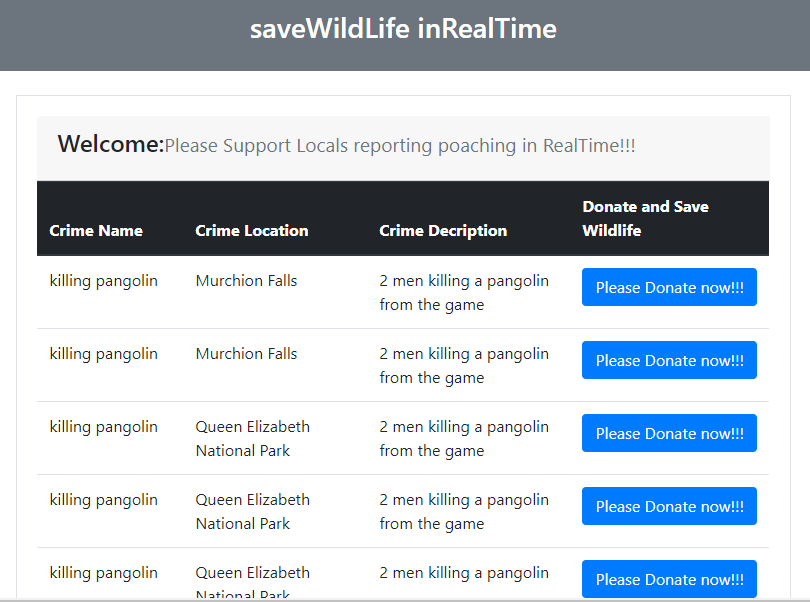 saveWildLife inRealTime
Welcome:Please Support Locals reporting poaching in RealTime!!!
Donate and Save
Crime Name Crime Location Crime Decription Wildlife
killing pangolin Murchion Falls 2 men killing a pangolin Please Donate now!!!
from the game
killing pangolin Murchion Falls 2 men killing a pangolin Please Donate now!!!
from the game
killing pangolin Queen Elizabeth 2 men killing a pangolin Please Donate now!!!
National Park from the game
killing pangolin Queen Elizabeth 2 men killing a pangolin Please Donate now!!!
National Park from the game
killing pangolin Queen Elizabeth 2 men killing a pangolin Please Donate now!!!
National Park